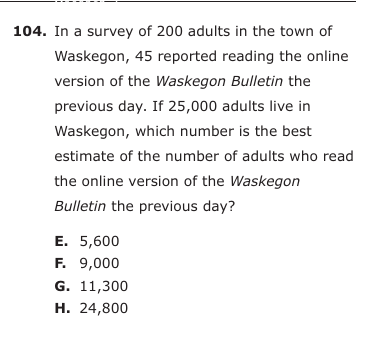 104. In a survey of 200 adults in the town of
Waskegon, 45 reported reading the online
version of the Waskegon Bulletin the
previous day. If 25,000 adults live in
Waskegon, which number is the best
estimate of the number of adults who read
the online version of the Waskegon
Bulletin the previous day?
E. 5,600
F. 9,000
G. 11,300
H. 24,800